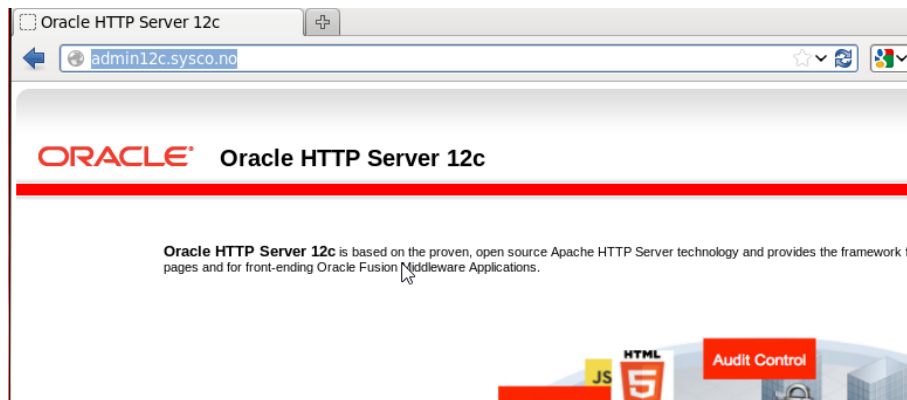 Oracle HTTP Server 12c
admin12c.sysco.no
ORACLE® Oracle HTTP Server 12c
Oracle HTTP Server 12c is based on the proven, open source Apache HTTP Server technology and provides the framework
pages and for front-ending Oracle Fusion Middleware Applications.
HTML
Audit Control
JS
5